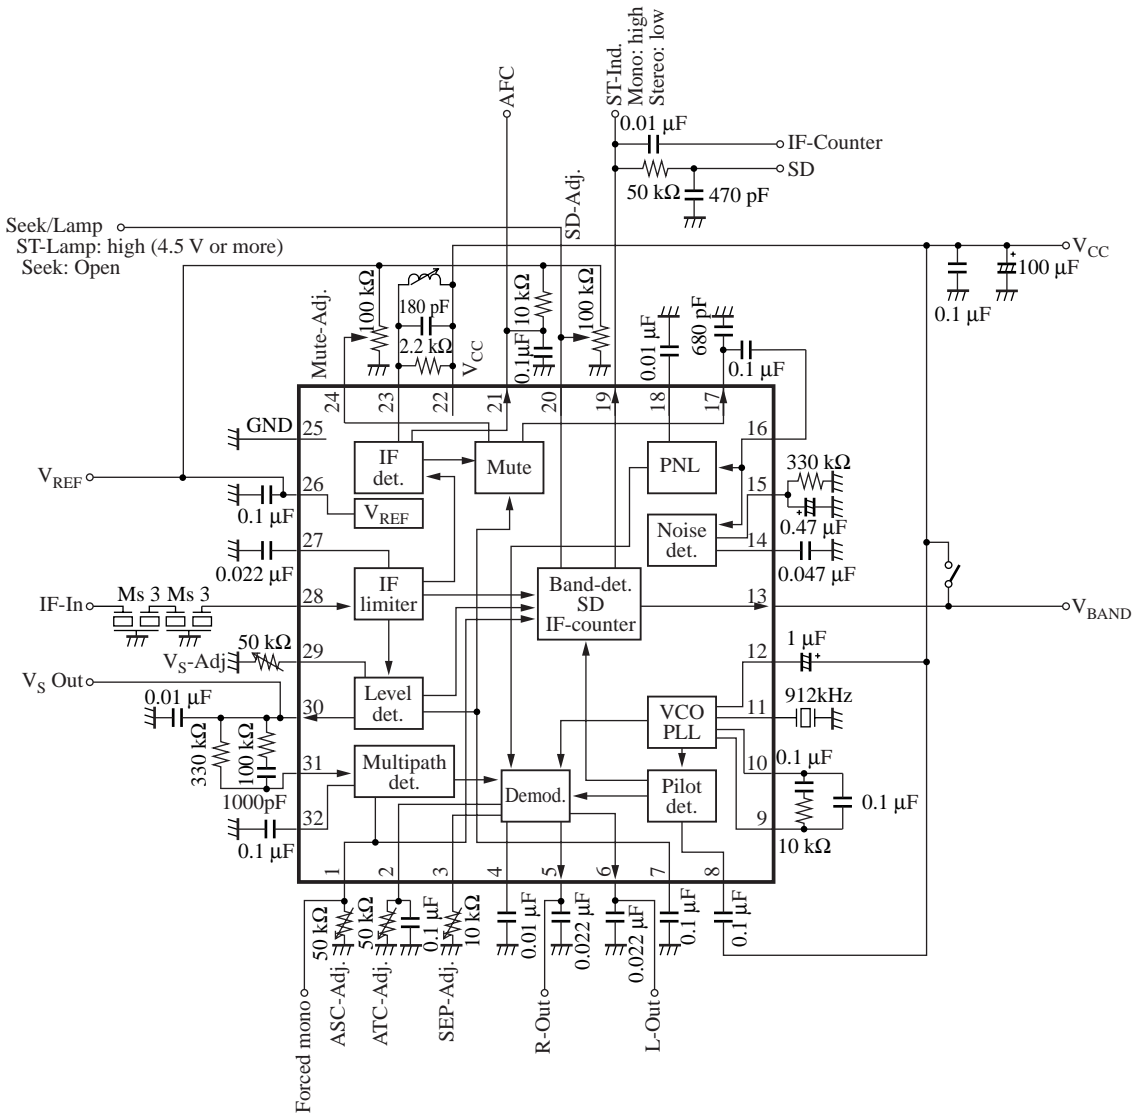 AFC
ST-Ind.
Mono: high
Stereo: low
0.01 µF
IF-Counter
SD
50 kΩ
470 pF
SD-Adj.
Seek/Lamp
ST-Lamp: high (4.5 V or more)
Seek: Open
VCC
100 µF
0.1 µF
Mute-Adj.
100 kΩ
180 pF
2.2 kΩ
VCC
10 kΩ
0.1µF
100 kΩ
0.01 µF
680 pF
0.1 µF
24
23
22
21
20
19
18
17
GND
25
16
IF
det.
Mute
PNL
330 kΩ
VREF
26
15
0.1 µF
VREF
0.47 µF
27
Noise
det.
14
0.022 µF
0.047 µF
IF
limiter
Band-det.
SD
IF-counter
IF-In
Ms 3
Ms 3
28
13
VBAND
50 kΩ
VS-Adj
29
12
1 µF
VS Out
0.01 µF
30
Level
det.
VCO
PLL
11
912kHz
330 kΩ
100 kΩ
31
Multipath
det.
10
0.1 µF
1000pF
Demod.
Pilot
det.
0.1 µF
32
9
0.1 µF
10 kΩ
1
2
3
4
5
6
7
8
50 kΩ
50 kΩ
0.1 µF
10 kΩ
0.01 µF
0.022 µF
0.022 µF
0.1 µF
0.1 µF
Forced mono
ASC-Adj.
ATC-Adj.
SEP-Adj.
R-Out
L-Out